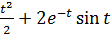 t²/2 + 2e⁻ᵗ sin t